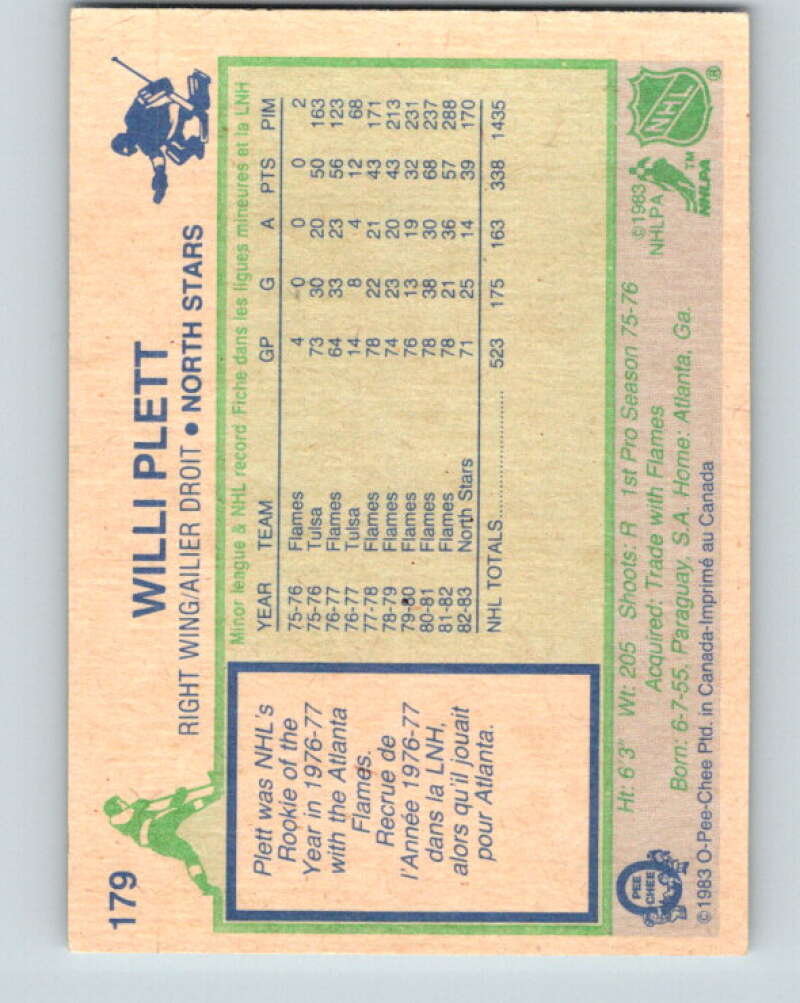 179
WILLI PLETT
RIGHT WING/AILIER DROIT • NORTH STARS
Minor league & NHL record Fiche dans les ligues mineures et la LNH
YEAR TEAM GP G A PTS PIM
75-76 Flames 4 0 0 0 2
75-76 Tulsa 73 30 20 50 163
76-77 Flames 64 33 23 56 123
76-77 Tulsa 14 8 4 12 68
77-78 Flames 78 22 21 43 171
78-79 Flames 74 23 20 43 213
79-80 Flames 76 13 19 32 231
80-81 Flames 78 38 30 68 237
81-82 Flames 78 21 36 57 288
82-83 North Stars 71 25 14 39 170
NHL TOTALS.................... 523 175 163 338 1435
Plett was NHL's
Rookie of the
Year in 1976-77
with the Atlanta
Flames.
Recrue de
l'Année 1976-77
dans la LNH,
alors qu'il jouait
pour Atlanta.
Ht: 6'3" Wt: 205 Shoots: R 1st Pro Season 75-76
Acquired: Trade with Flames
Born: 6-7-55, Paraguay, S.A. Home: Atlanta, Ga.
©1983 O-Pee-Chee Ptd. in Canada-Imprimé au Canada
O
PEE
CHEE
©1983
NHLPA
NHL
®
TM
NHLPA